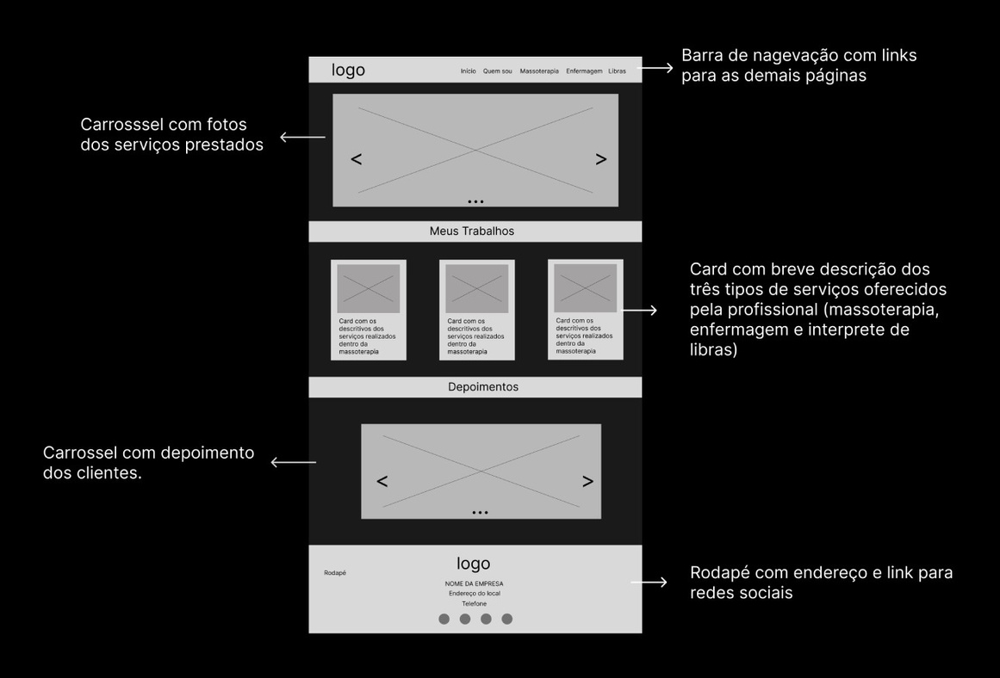 logo
Início Quem sou Massoterapia Enfermagem Libras
Barra de nagevação com links
para as demais páginas
Carrosssel com fotos
dos serviços prestados
<
>
...
Meus Trabalhos
Card com os
descritivos dos
serviços realizados
dentro da
massoterapia
Card com os
descritivos dos
serviços realizados
dentro da
massoterapia
Card com os
descritivos dos
serviços realizados
dentro da
massoterapia
Card com breve descrição dos
três tipos de serviços oferecidos
pela profissional (massoterapia,
enfermagem e interprete de
libras)
Depoimentos
Carrossel com depoimento
dos clientes.
<
>
...
Rodapé
logo
NOME DA EMPRESA
Endereço do local
Telefone
Rodapé com endereço e link para
redes sociais